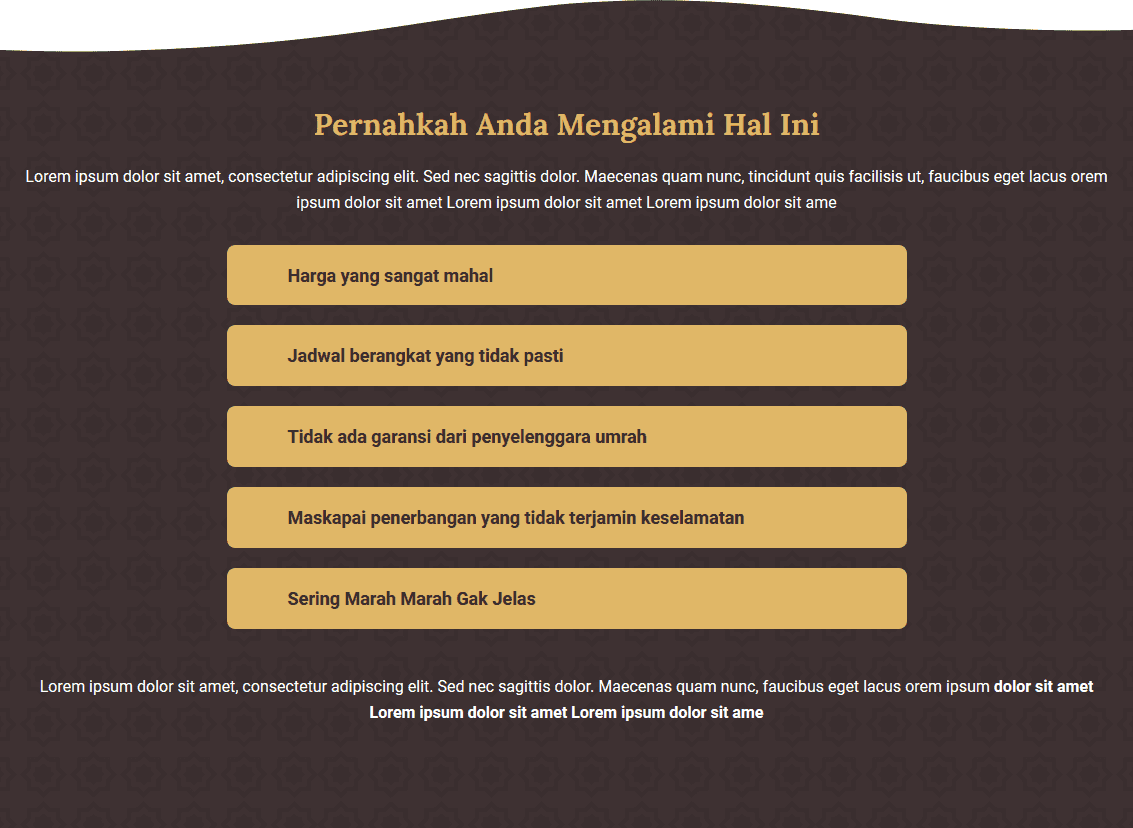 Pernahkah Anda Mengalami Hal Ini
Lorem ipsum dolor sit amet, consectetur adipiscing elit. Sed nec sagittis dolor. Maecenas quam nunc, tincidunt quis facilisis ut, faucibus eget lacus orem
ipsum dolor sit amet Lorem ipsum dolor sit amet Lorem ipsum dolor sit ame
Harga yang sangat mahal
Jadwal berangkat yang tidak pasti
Tidak ada garansi dari penyelenggara umrah
Maskapai penerbangan yang tidak terjamin keselamatan
Sering Marah Marah Gak Jelas
Lorem ipsum dolor sit amet, consectetur adipiscing elit. Sed nec sagittis dolor. Maecenas quam nunc, faucibus eget lacus orem ipsum dolor sit amet
Lorem ipsum dolor sit amet Lorem ipsum dolor sit ame